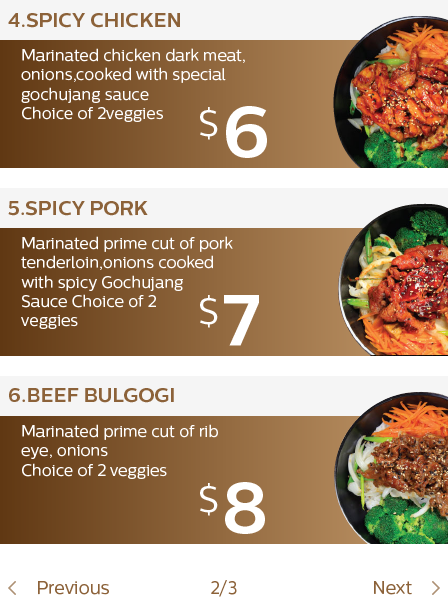 4.SPICY CHICKEN
Marinated chicken dark meat,
onions,cooked with special
gochujang sauce
Choice of 2veggies
$6
5.SPICY PORK
Marinated prime cut of pork
tenderloin,onions cooked
with spicy Gochujang
Sauce Choice of 2
veggies
$7
6.BEEF BULGOGI
Marinated prime cut of rib
eye, onions
Choice of 2 veggies
$8
Previous 2/3 Next